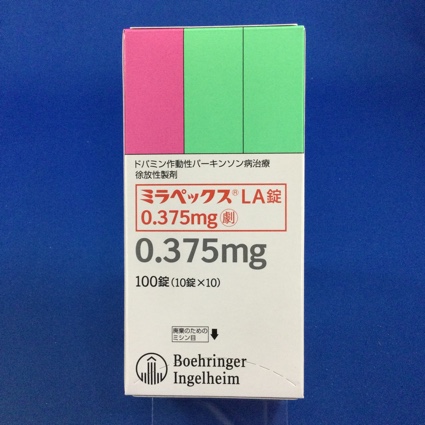 ドパミン作動性パーキンソン病治療
徐放性製剤
ミラペックス® LA錠
0.375mg 劇
0.375mg
100錠(10錠×10)
廃棄のための
ミシン目
Boehringer
Ingelheim